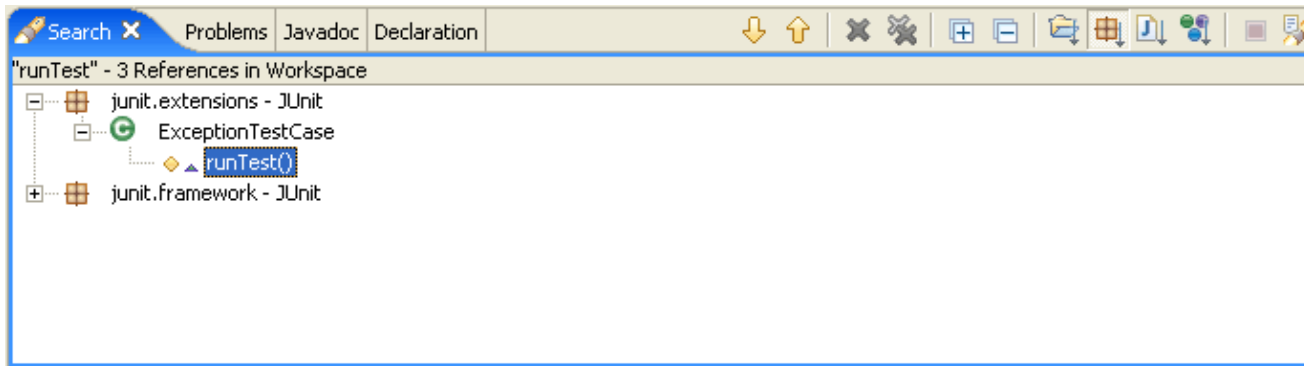 Search Problems Javadoc Declaration
"runTest" - 3 References in Workspace
junit.extensions - JUnit
ExceptionTestCase
runTest()
junit.framework - JUnit